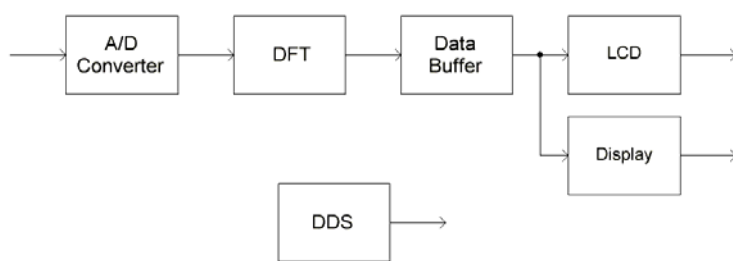 A/D
Converter
DFT
Data
Buffer
LCD
Display
DDS